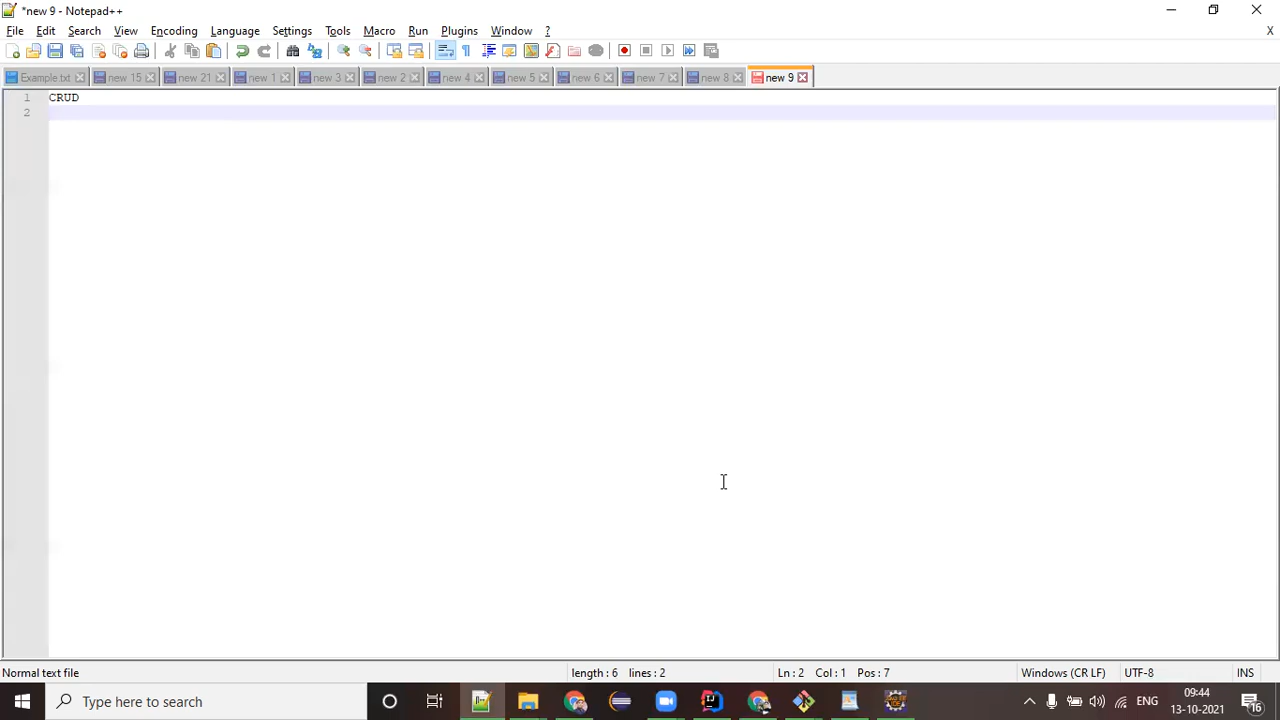 *new 9 - Notepad++
File Edit Search View Encoding Language Settings Tools Macro Run Plugins Window ? X
Example.txt new 15 new 21 new 1 new 3 new 2 new 4 new 5 new 6 new 7 new 8 new 9
1 CRUD
2
Normal text file length : 6 lines : 2 Ln : 2 Col : 1 Pos : 7 Windows (CR LF) UTF-8 INS
Type here to search ENG 09:44
13-10-2021 16